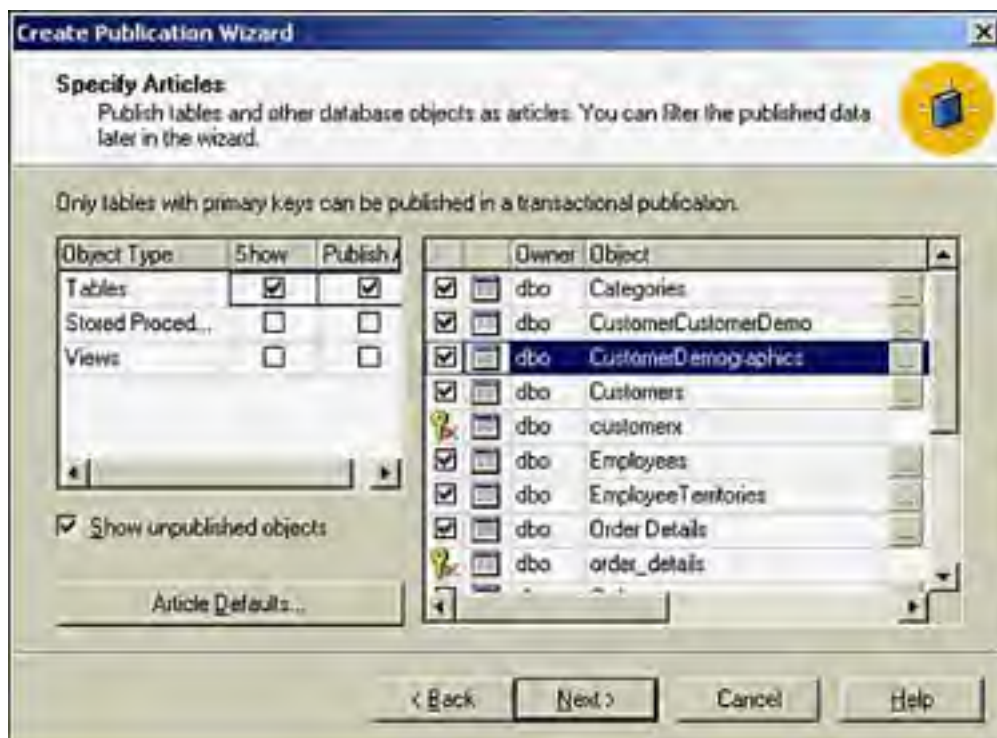 Create Publication Wizard
Specify Articles
Publish tables and other database objects as articles. You can filter the published data
later in the wizard.
Only tables with primary keys can be published in a transactional publication.
Object Type Show Publish A
Tables
Stored Proced...
Views
Show unpublished objects
Article Defaults...
Owner Object
dbo Categories ...
dbo CustomerCustomerDemo ...
dbo CustomerDemographics ...
dbo Customers ...
dbo customerx
dbo Employees ...
dbo EmployeeTerritories ...
dbo Order Details ...
dbo order_details
< Back Next > Cancel Help